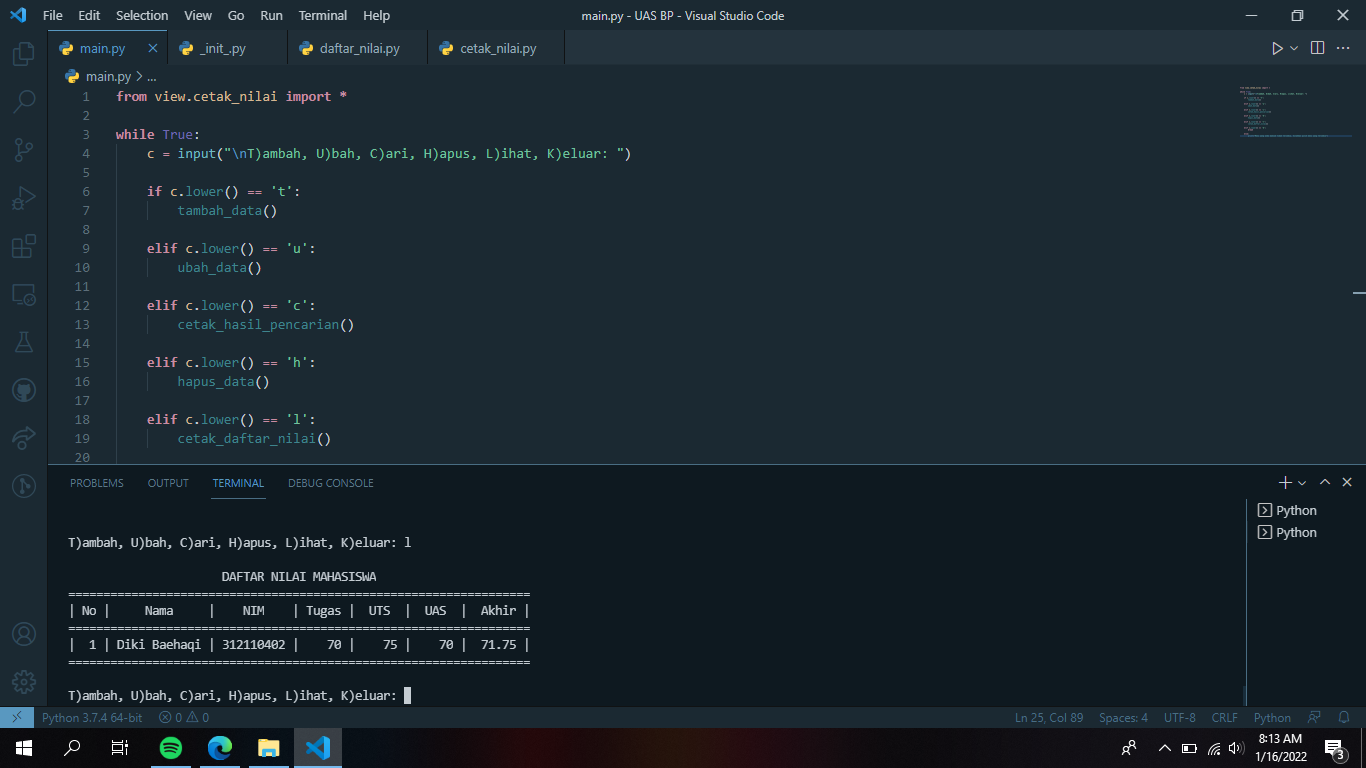 File Edit Selection View Go Run Terminal Help main.py - UAS BP - Visual Studio Code
main.py _init_.py daftar_nilai.py cetak_nilai.py
main.py > ...
1 from view.cetak_nilai import *
2
3 while True:
4 c = input("\nT)ambah, U)bah, C)ari, H)apus, L)ihat, K)eluar: ")
5
6 if c.lower() == 't':
7 tambah_data()
8
9 elif c.lower() == 'u':
10 ubah_data()
11
12 elif c.lower() == 'c':
13 cetak_hasil_pencarian()
14
15 elif c.lower() == 'h':
16 hapus_data()
17
18 elif c.lower() == 'l':
19 cetak_daftar_nilai()
20
PROBLEMS OUTPUT TERMINAL DEBUG CONSOLE
Python
Python
T)ambah, U)bah, C)ari, H)apus, L)ihat, K)eluar: l
DAFTAR NILAI MAHASISWA
==================================================================
| No | Nama | NIM | Tugas | UTS | UAS | Akhir |
==================================================================
| 1 | Diki Baehaqi | 312110402 | 70 | 75 | 70 | 71.75 |
==================================================================
T)ambah, U)bah, C)ari, H)apus, L)ihat, K)eluar:
Python 3.7.4 64-bit 0 0 Ln 25, Col 89 Spaces: 4 UTF-8 CRLF Python
8:13 AM
1/16/2022
3